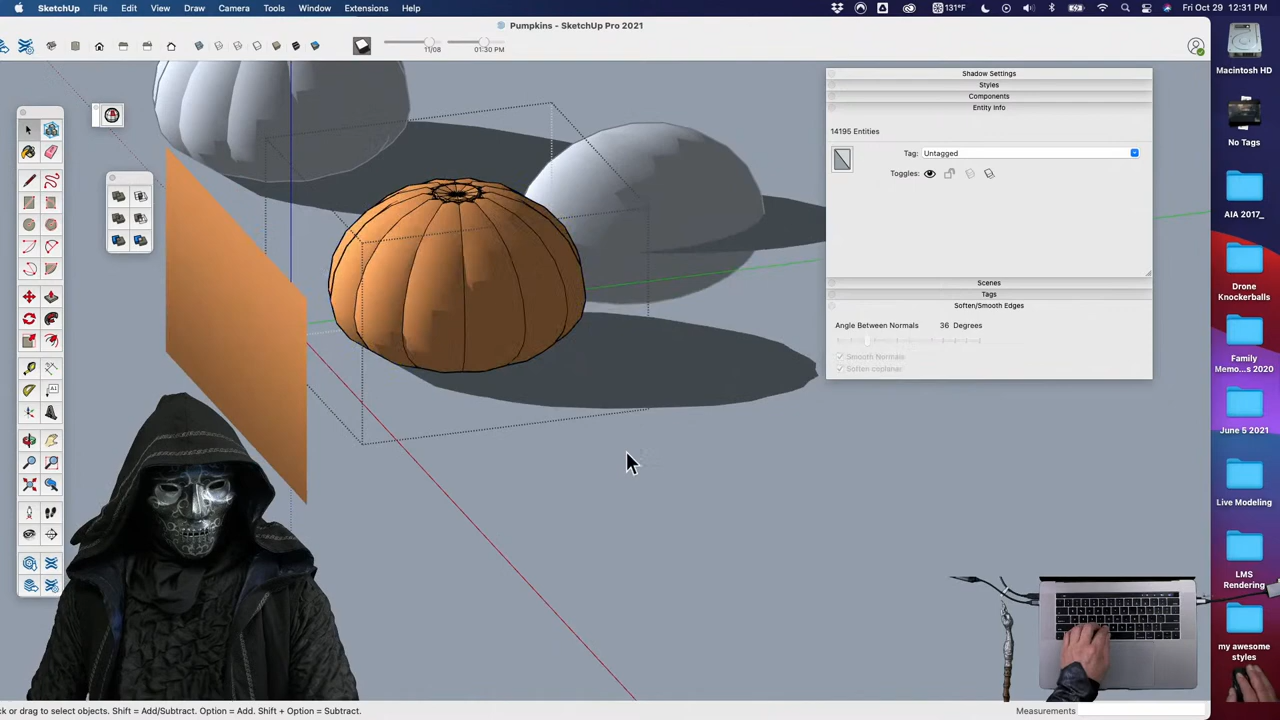 SketchUp File Edit View Draw Camera Tools Window Extensions Help
131°F
Fri Oct 29 12:31 PM
Pumpkins - SketchUp Pro 2021
11/08
01:30 PM
Shadow Settings
Styles
Components
Entity Info
14195 Entities
Tag: Untagged
Toggles:
Scenes
Tags
Soften/Smooth Edges
Angle Between Normals 36 Degrees
Smooth Normals
Soften coplanar
Macintosh HD
No Tags
AIA 2017_
Drone
Knockerballs
Family
Memo...s 2020
June 5 2021
Live Modeling
LMS
Rendering
my awesome
styles
ck or drag to select objects. Shift = Add/Subtract. Option = Add. Shift + Option = Subtract.
Measurements